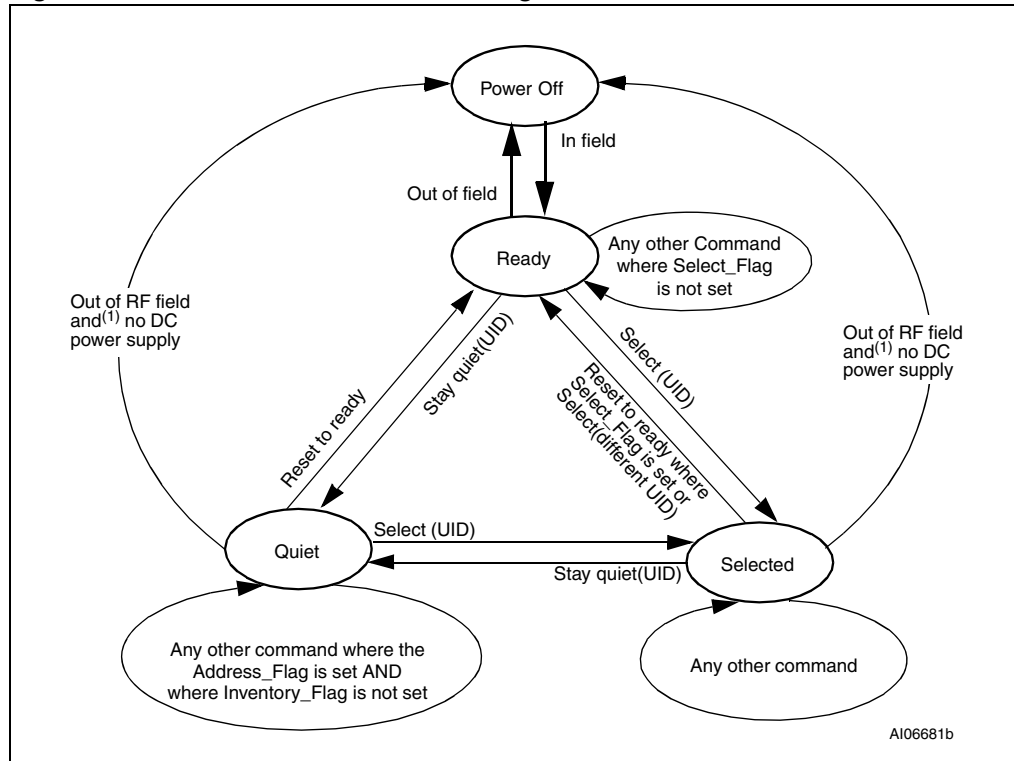 Power Off
In field
Out of field
Ready
Any other Command
where Select_Flag
is not set
Out of RF field
and(1) no DC
power supply
Out of RF field
and(1) no DC
power supply
Reset to ready
Stay quiet(UID)
Select (UID)
Reset to ready where
Select_Flag is set or
Select(different UID)
Quiet
Select (UID)
Stay quiet(UID)
Selected
Any other command where the
Address_Flag is set AND
where Inventory_Flag is not set
Any other command
AI06681b